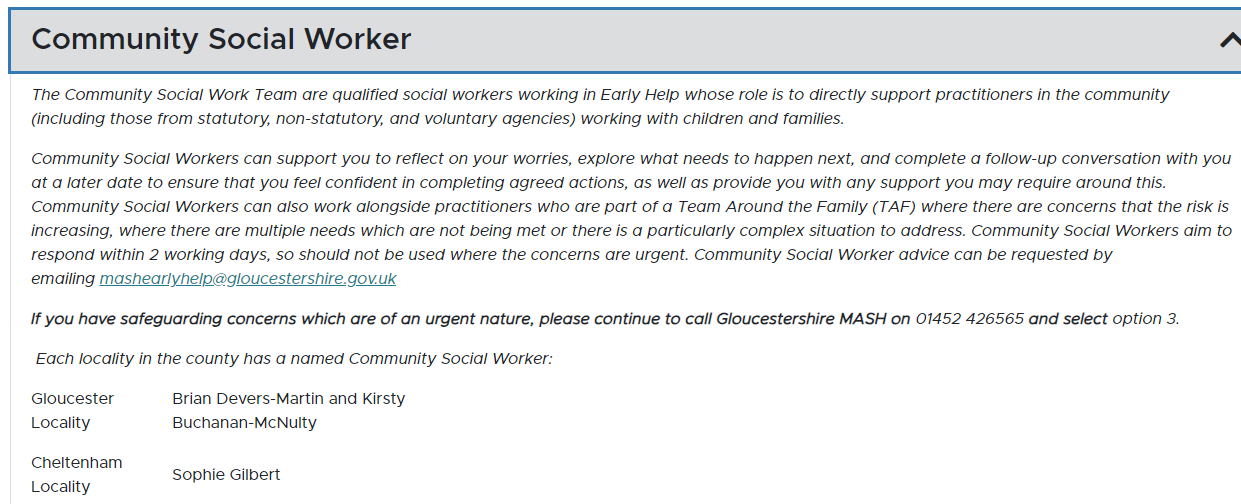 Community Social Worker
The Community Social Work Team are qualified social workers working in Early Help whose role is to directly support practitioners in the community
(including those from statutory, non-statutory, and voluntary agencies) working with children and families.
Community Social Workers can support you to reflect on your worries, explore what needs to happen next, and complete a follow-up conversation with you
at a later date to ensure that you feel confident in completing agreed actions, as well as provide you with any support you may require around this.
Community Social Workers can also work alongside practitioners who are part of a Team Around the Family (TAF) where there are concerns that the risk is
increasing, where there are multiple needs which are not being met or there is a particularly complex situation to address. Community Social Workers aim to
respond within 2 working days, so should not be used where the concerns are urgent. Community Social Worker advice can be requested by
emailing mashearlyhelp@gloucestershire.gov.uk
If you have safeguarding concerns which are of an urgent nature, please continue to call Gloucestershire MASH on 01452 426565 and select option 3.
Each locality in the county has a named Community Social Worker:
Gloucester
Locality
Brian Devers-Martin and Kirsty
Buchanan-McNulty
Cheltenham
Locality
Sophie Gilbert